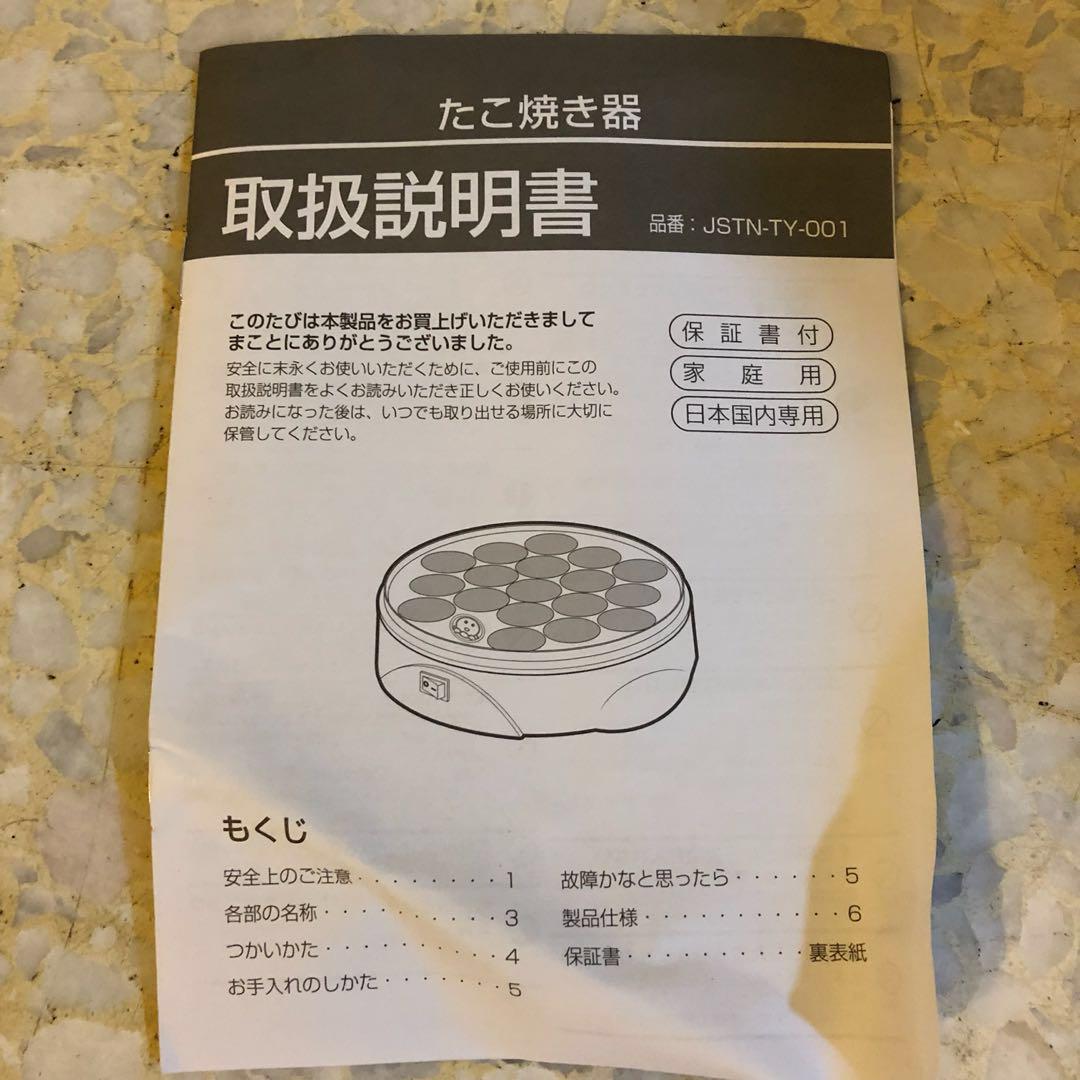 たこ焼き器
取扱説明書
品番：JSTN-TY-001
このたびは本製品をお買上げいただきまして
まことにありがとうございました。
安全に末永くお使いいただくために、ご使用前にこの
取扱説明書をよくお読みいただき正しくお使いください。
お読みになった後は、いつでも取り出せる場所に大切に
保管してください。
保証書付
家庭用
日本国内専用
もくじ
安全上のご注意・・・・・・・・1
各部の名称・・・・・・・・・・3
つかいかた・・・・・・・・・・4
お手入れのしかた・・・・・・・5
故障かなと思ったら・・・・・・5
製品仕様・・・・・・・・・・・6
保証書・・・・・・・・・・裏表紙